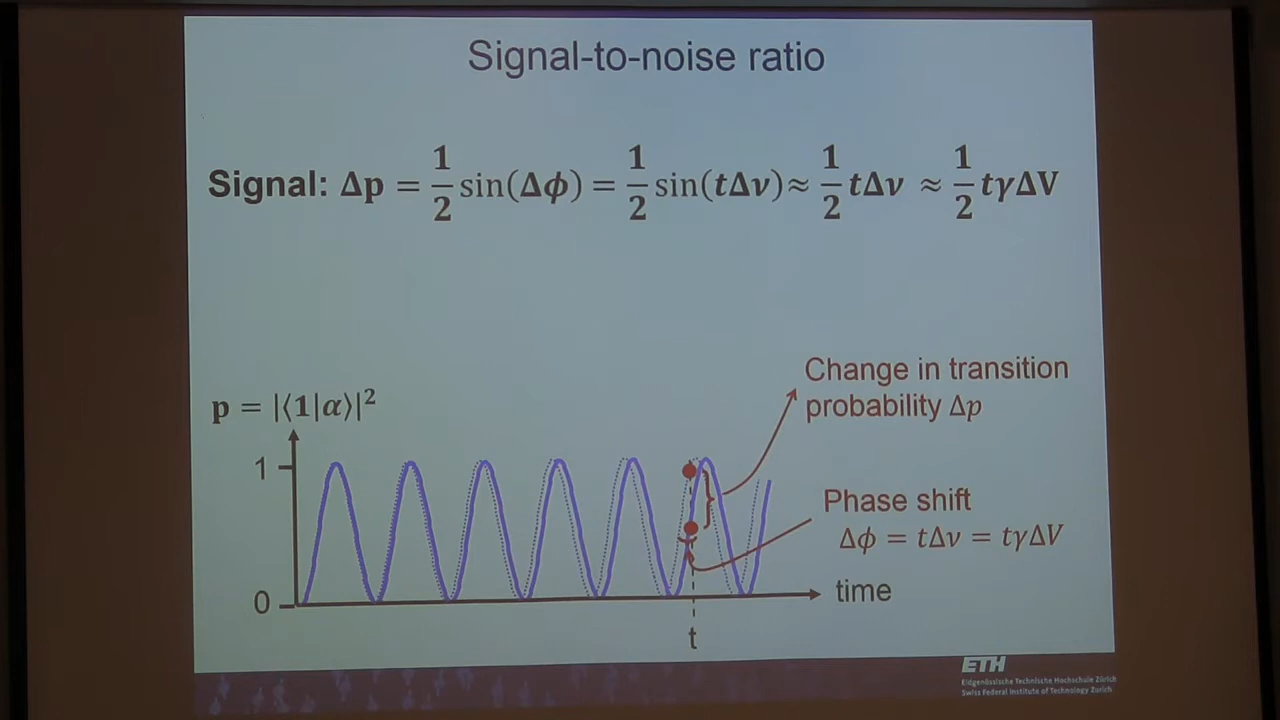 Signal-to-noise ratio
Signal: Δp = 1/2 sin(Δϕ) = 1/2 sin(tΔν) ≈ 1/2 tΔν ≈ 1/2 tγΔV
Change in transition
probability Δp
p = |⟨1|α⟩|²
1
Phase shift
Δϕ = tΔν = tγΔV
0
time
t
ETH
Eidgenössische Technische Hochschule Zürich
Swiss Federal Institute of Technology Zurich